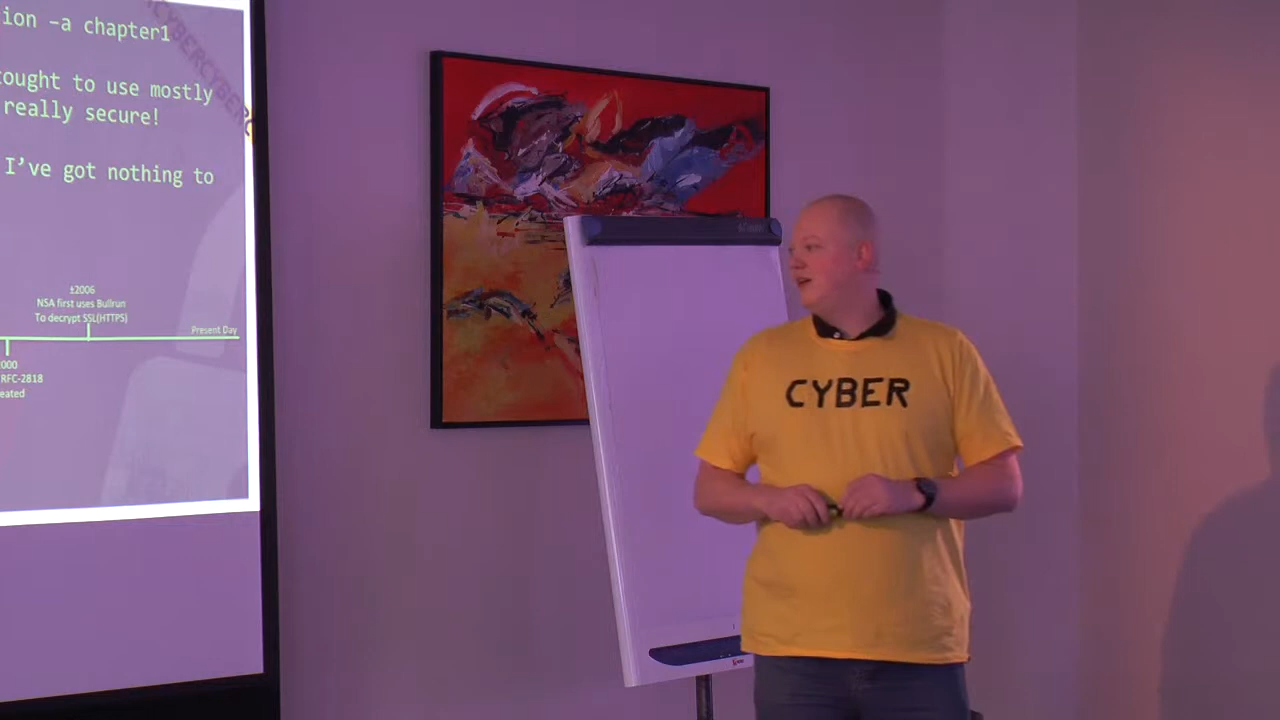 ion –a chapter1
CYBERCYBERC
ought to use mostly
really secure!
I've got nothing to
±2006
NSA first uses Bullrun
To decrypt SSL(HTTPS)
Present Day
000
RFC-2818
eated
CYBER